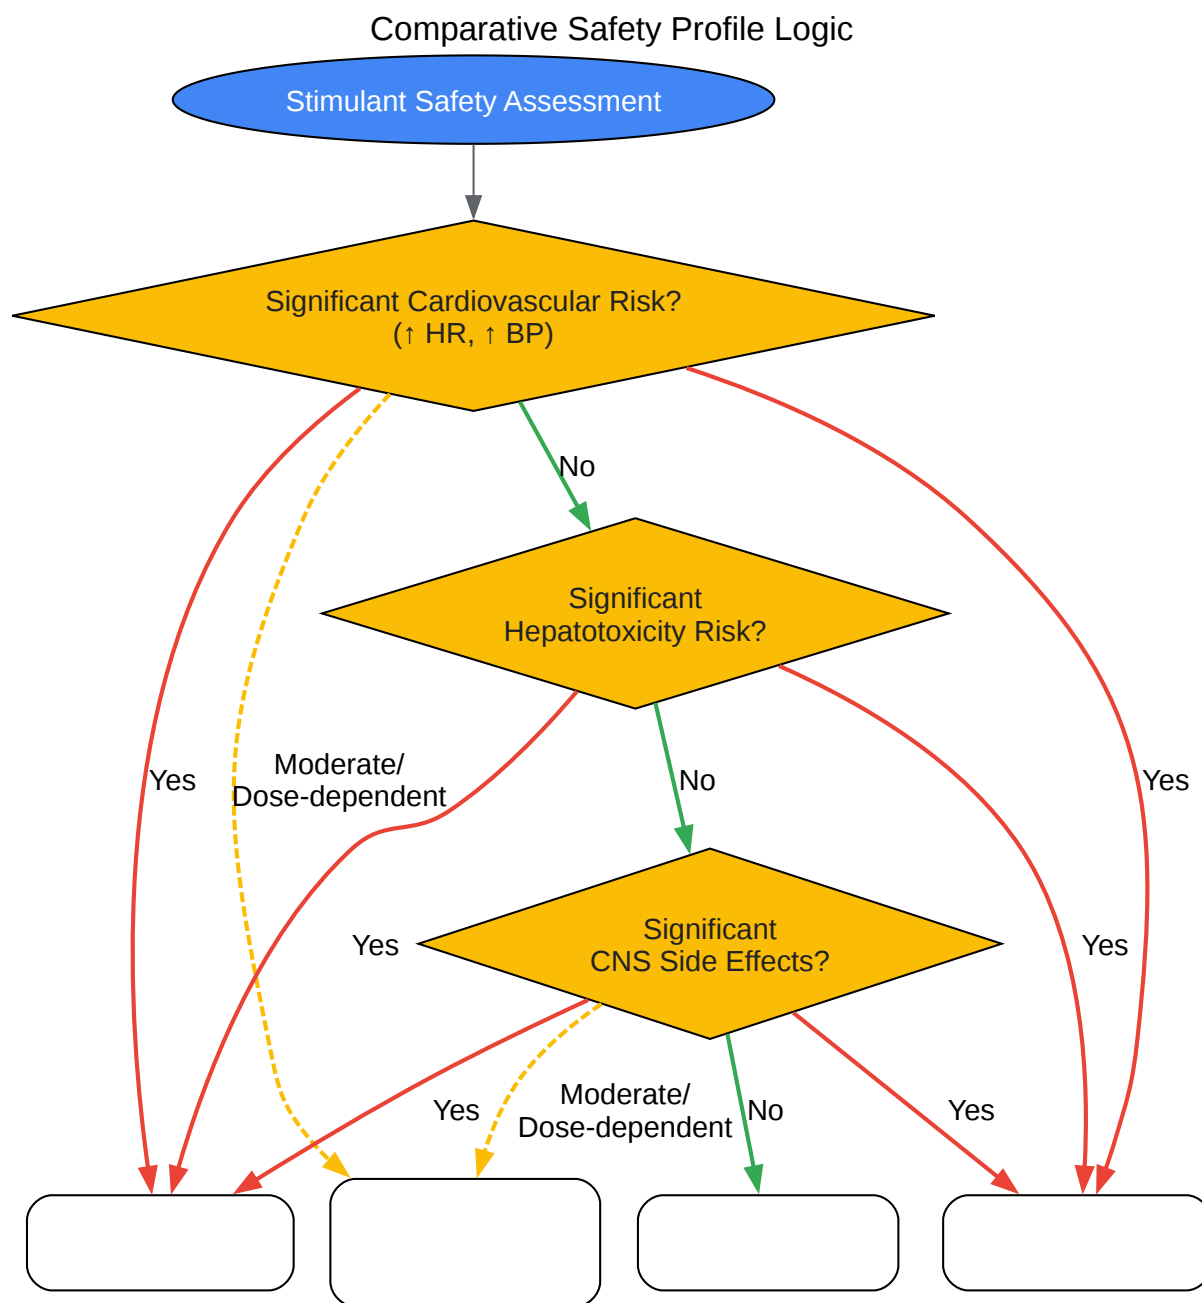 Comparative Safety Profile Logic
Stimulant Safety Assessment
Significant Cardiovascular Risk?
(↑ HR, ↑ BP)
No
Significant
Hepatotoxicity Risk?
Yes
Moderate/
Dose-dependent
No
Yes
Yes
Significant
CNS Side Effects?
Yes
Yes
Moderate/
Dose-dependent
No
Yes